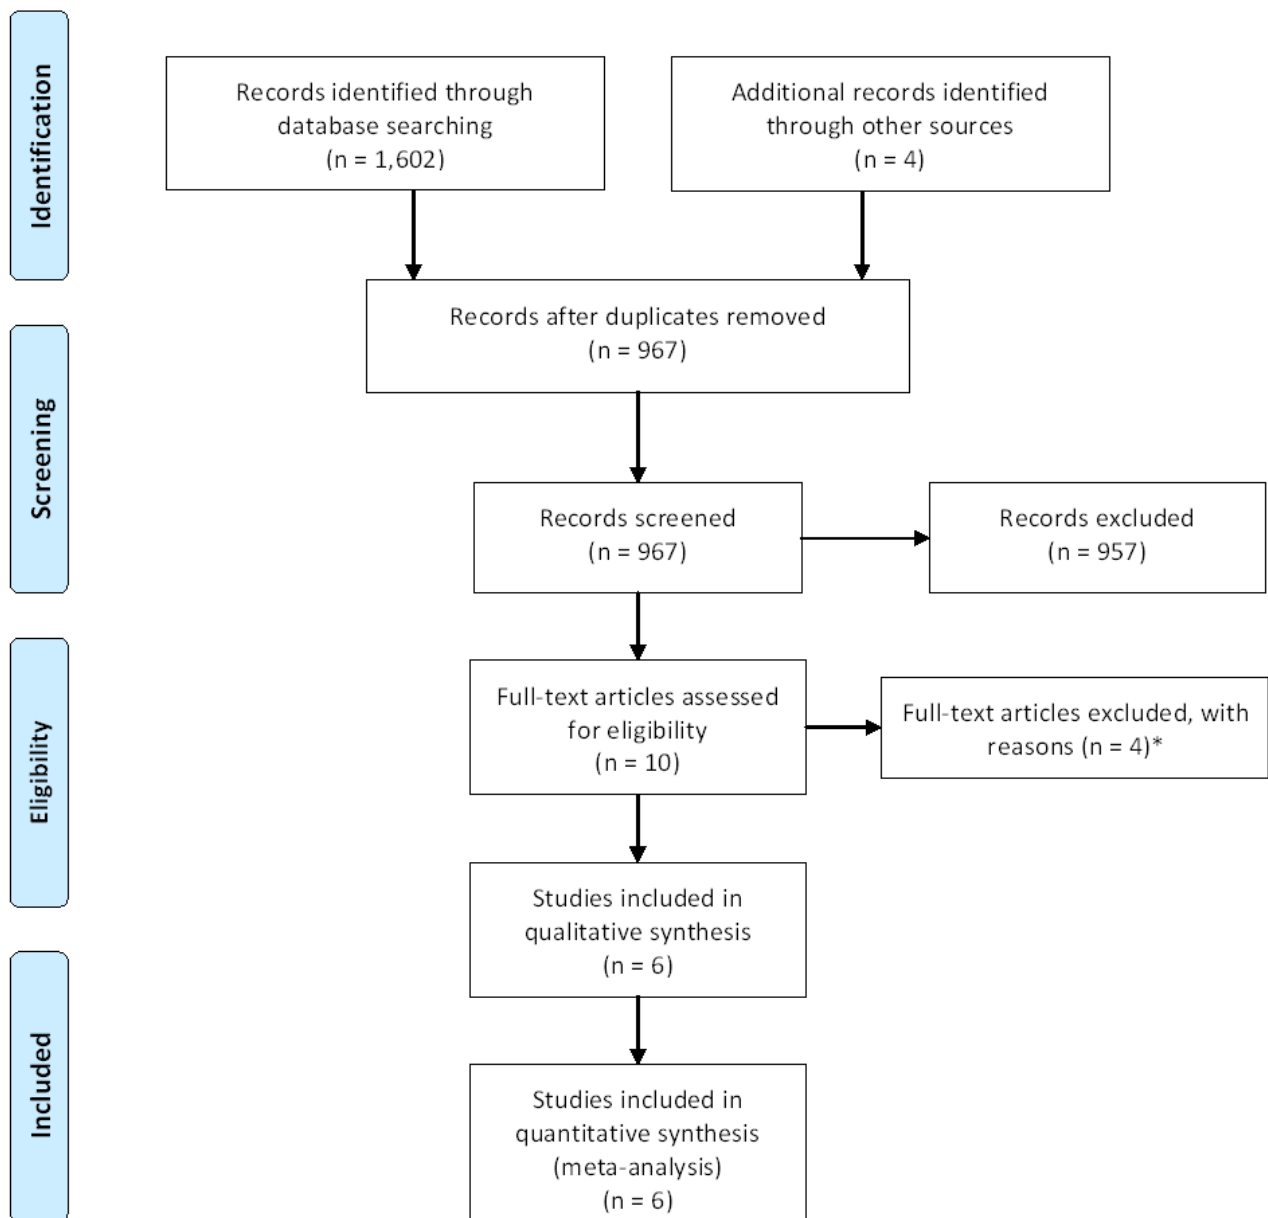 Identification
Records identified through
database searching
(n = 1,602)
Additional records identified
through other sources
(n = 4)
Records after duplicates removed
(n = 967)
Screening
Records screened
(n = 967)
Records excluded
(n = 957)
Eligibility
Full-text articles assessed
for eligibility
(n = 10)
Full-text articles excluded, with
reasons (n = 4)*
Studies included in
qualitative synthesis
(n = 6)
Included
Studies included in
quantitative synthesis
(meta-analysis)
(n = 6)